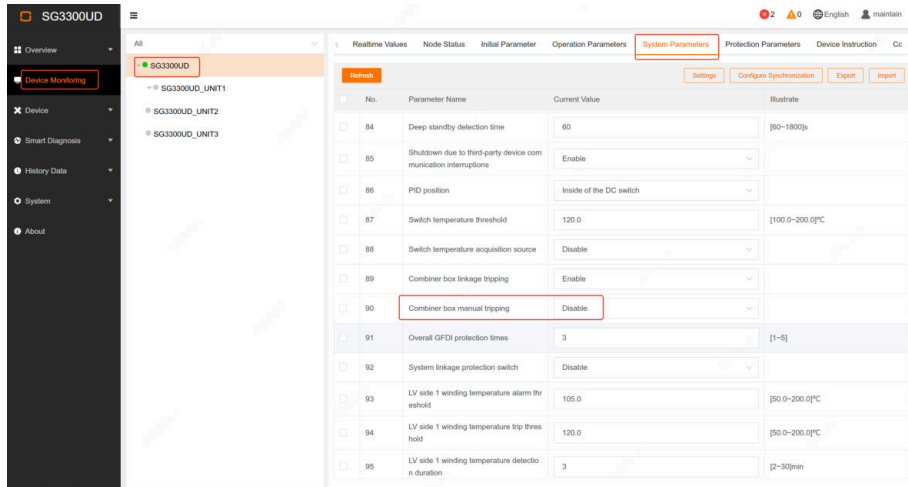 SG3300UD
2
0
English
maintain
Overview
Device Monitoring
Device
Smart Diagnosis
History Data
System
About
All
SG3300UD
SG3300UD_UNIT1
SG3300UD_UNIT2
SG3300UD_UNIT3
Realtime Values Node Status Initial Parameter Operation Parameters System Parameters Protection Parameters Device Instruction Co
Refresh Settings Configure Synchronization Export Import
No. Parameter Name Current Value Illustrate
84 Deep standby detection time 60 [60~1800]s
85 Shutdown due to third-party device com
munication interruptions Enable
86 PID position Inside of the DC switch
87 Switch temperature threshold 120.0 [100.0~200.0]℃
88 Switch temperature acquisition source Disable
89 Combiner box linkage tripping Enable
90 Combiner box manual tripping Disable
91 Overall GFDI protection times 3 [1~5]
92 System linkage protection switch Disable
93 LV side 1 winding temperature alarm thr
eshold 105.0 [50.0~200.0]℃
94 LV side 1 winding temperature trip thres
hold 120.0 [50.0~200.0]℃
95 LV side 1 winding temperature detectio
n duration 3 [2~30]min